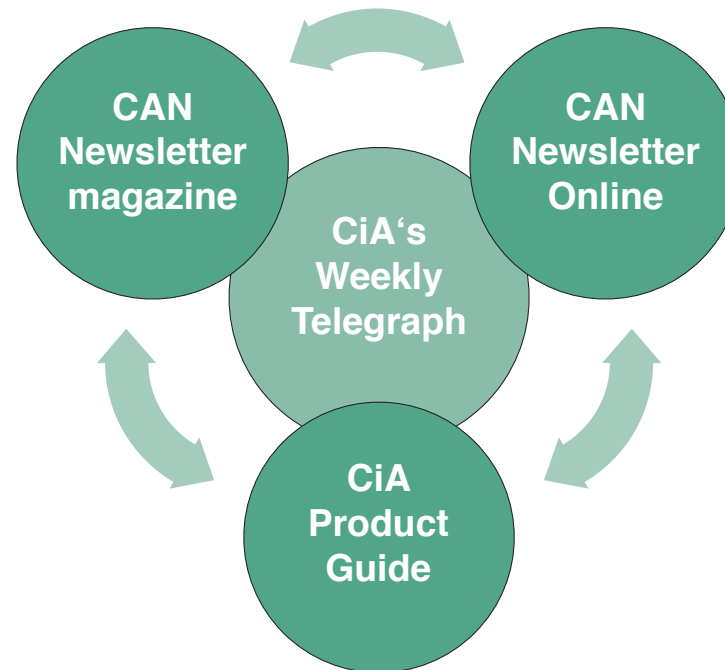 CAN
Newsletter
magazine
CAN
Newsletter
Online
CiA‘s
Weekly
Telegraph
CiA
Product
Guide